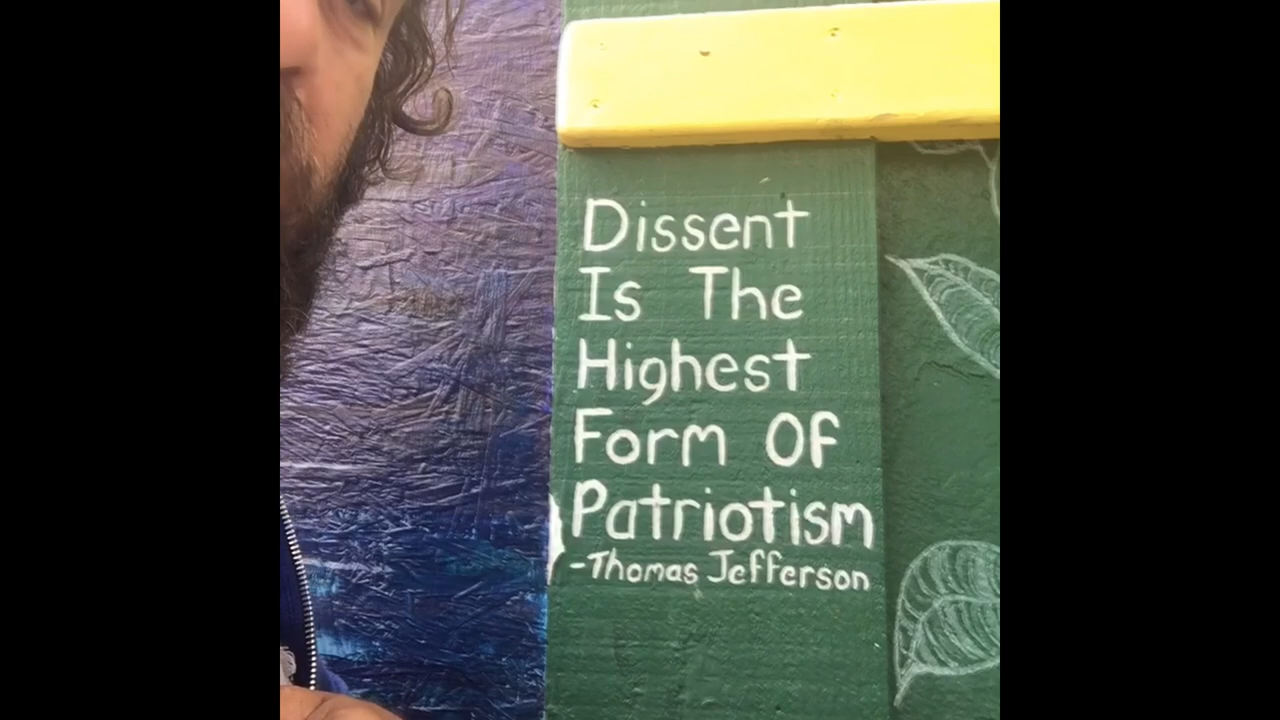 Dissent
Is The
Highest
Form Of
Patriotism
-Thomas Jefferson